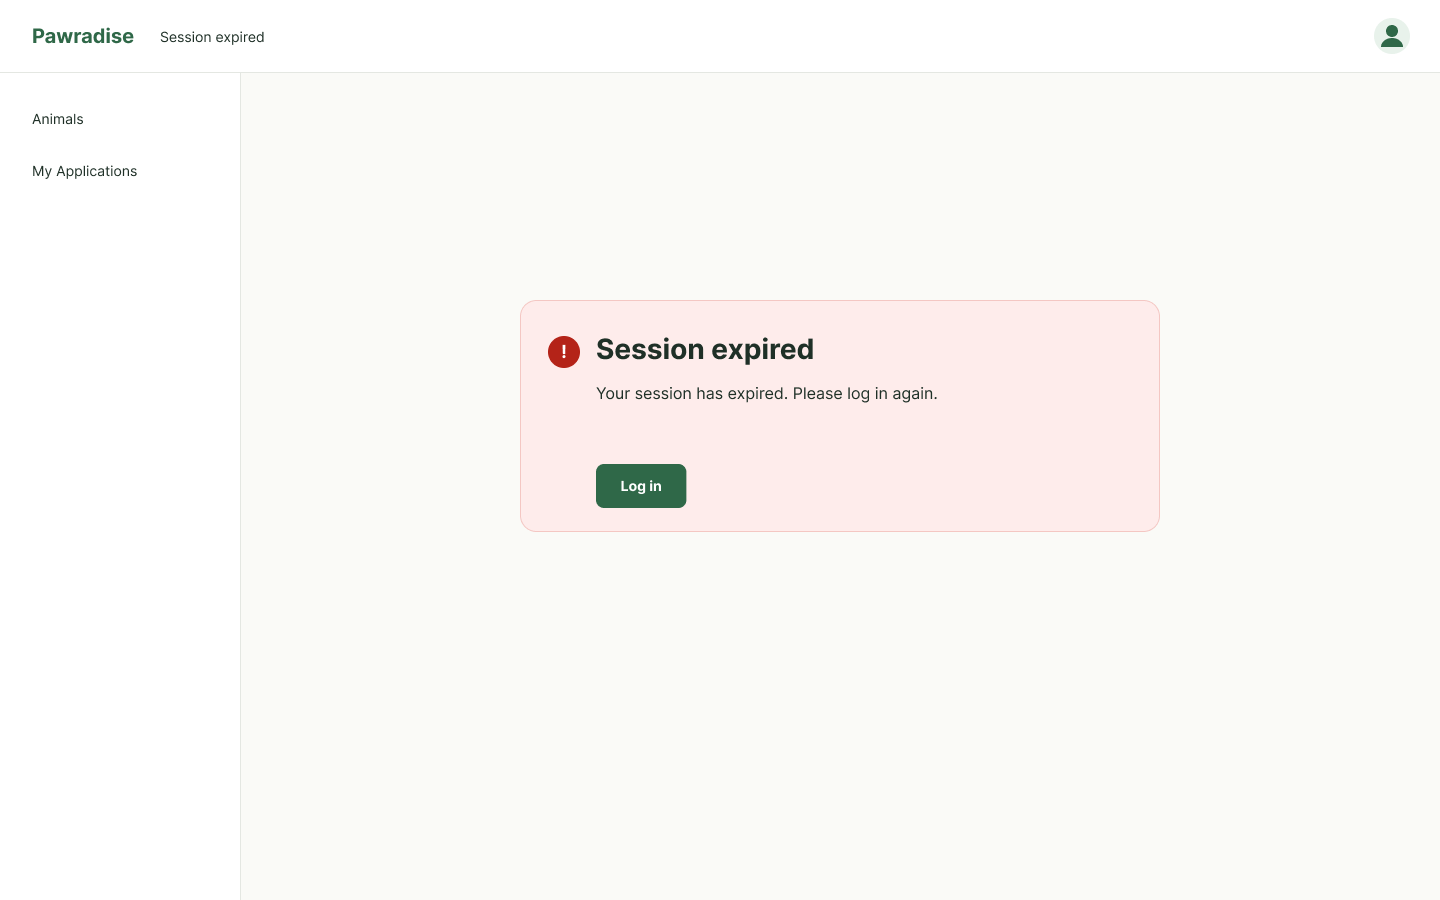 Pawradise
Session expired
Animals
My Applications
!
Session expired
Your session has expired. Please log in again.
Log in